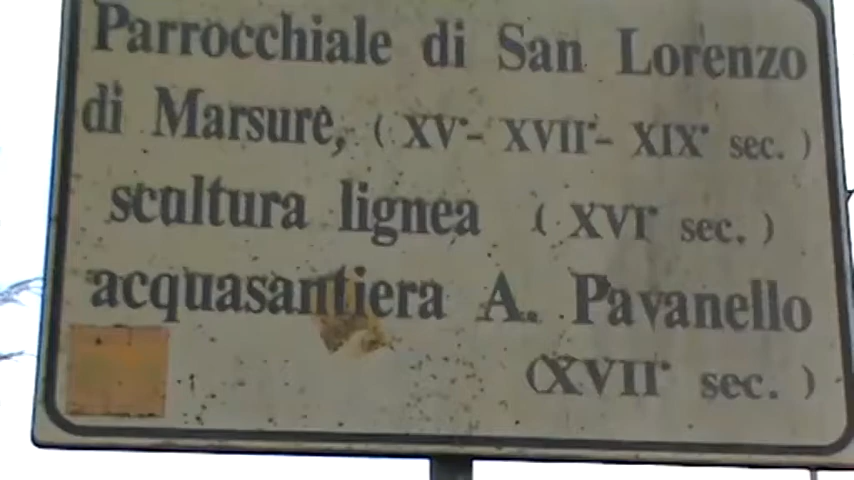 Parrocchiale di San Lorenzo
di Marsure, ( XV°- XVII°- XIX° sec. )
scultura lignea ( XVI° sec. )
acquasantiera A. Pavanello
(XVII° sec. )